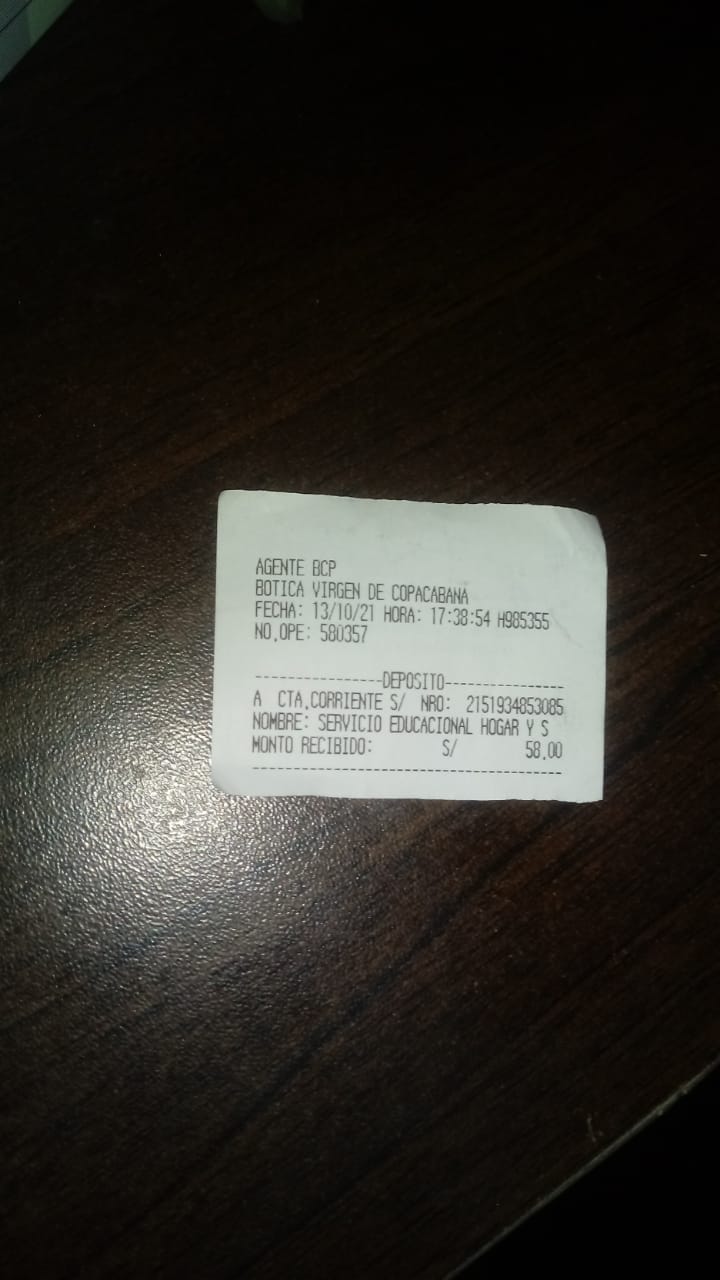 AGENTE BCP
BOTICA VIRGEN DE COPACABANA
FECHA: 13/10/21 HORA: 17:38:54 H985355
NO.OPE: 580357
----------------DEPOSITO---------------
A CTA.CORRIENTE S/ NRO: 2151934853085
NOMBRE: SERVICIO EDUCACIONAL HOGAR Y S
MONTO RECIBIDO: S/ 58.00
---------------------------------------